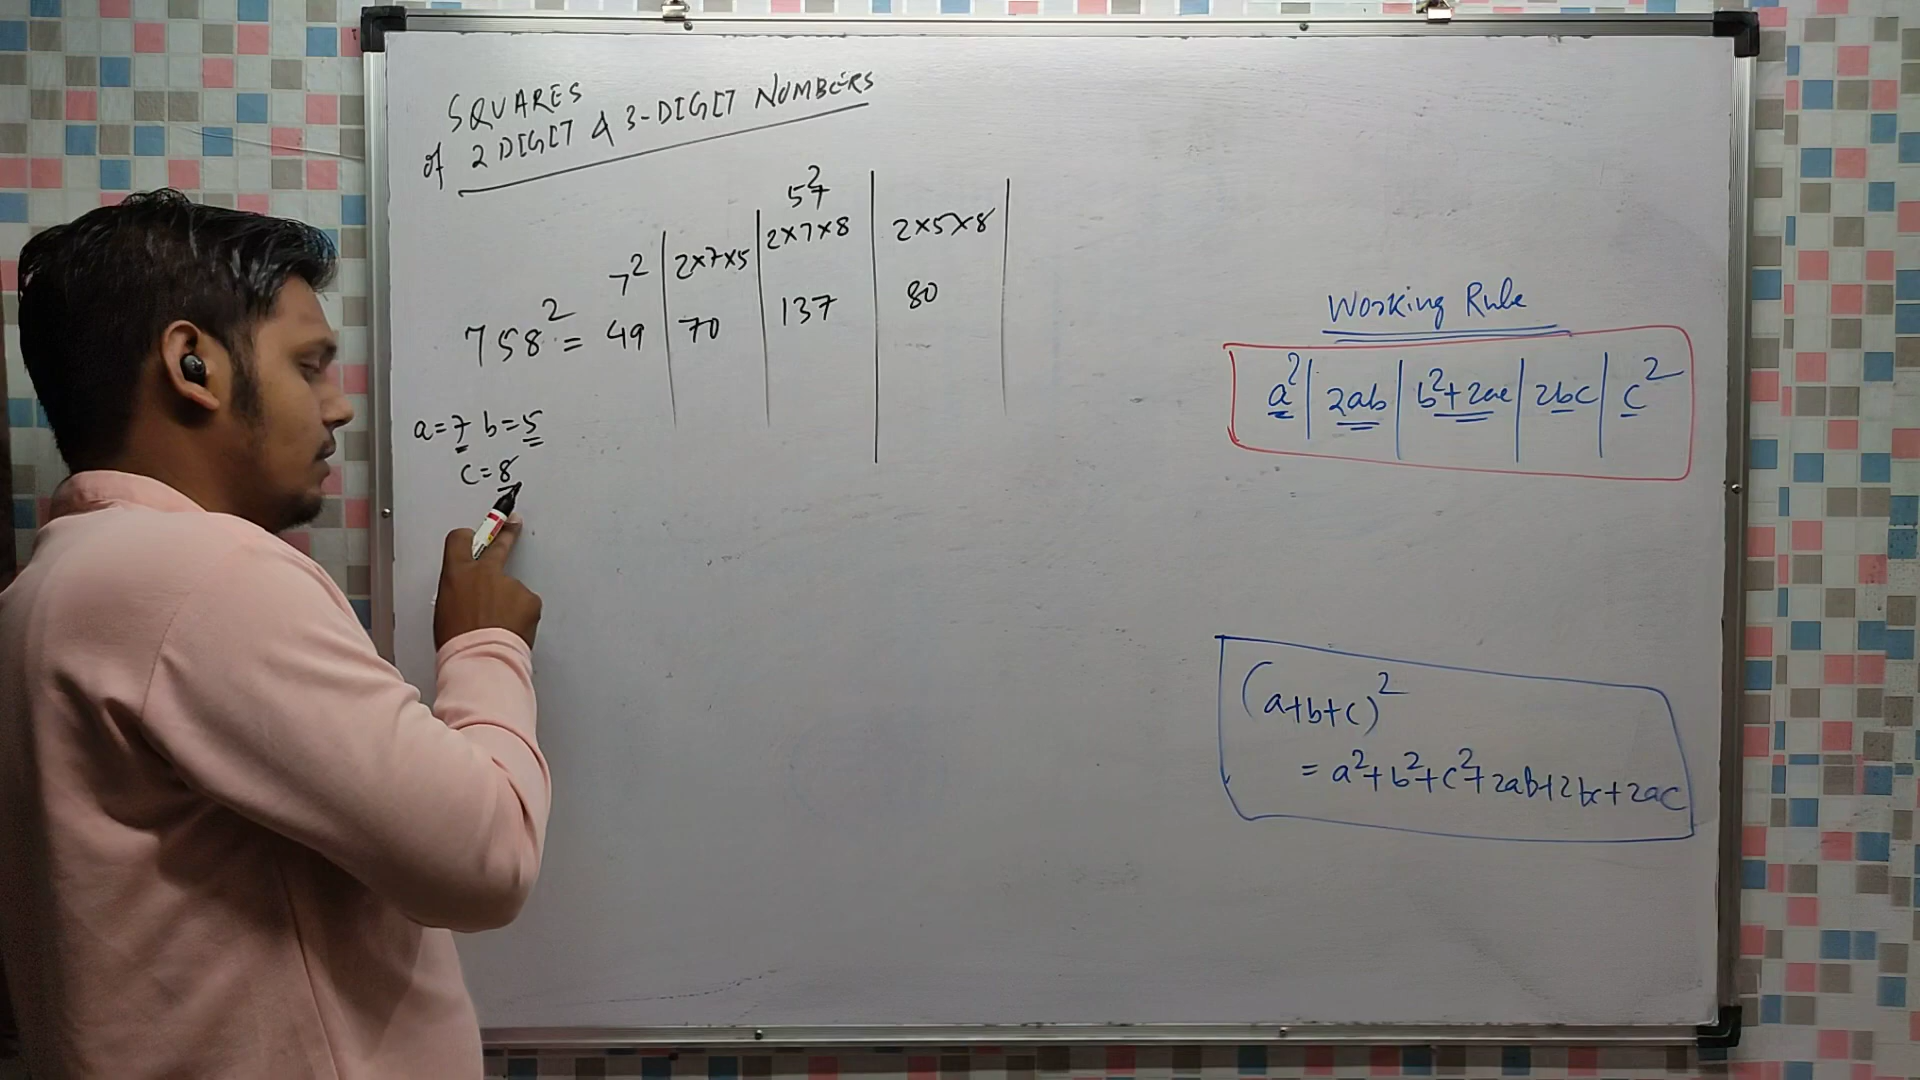 SQUARES
of 2 DIGIT & 3-DIGIT NUMBERS
5²+
7² | 2×7×5 | 2×7×8 | 2×5×8 |
758² = 49 | 70 | 137 | 80 |
a=7 b=5
c=8
Working Rule
a² | 2ab | b²+2ac | 2bc | c²
(a+b+c)²
= a²+b²+c²+2ab+2bc+2ac